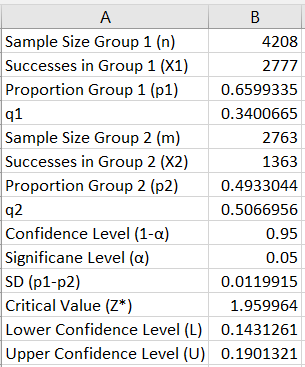 A B
Sample Size Group 1 (n) 4208
Successes in Group 1 (X1) 2777
Proportion Group 1 (p1) 0.6599335
q1 0.3400665
Sample Size Group 2 (m) 2763
Successes in Group 2 (X2) 1363
Proportion Group 2 (p2) 0.4933044
q2 0.5066956
Confidence Level (1-α) 0.95
Significane Level (α) 0.05
SD (p1-p2) 0.0119915
Critical Value (Z*) 1.959964
Lower Confidence Level (L) 0.1431261
Upper Confidence Level (U) 0.1901321